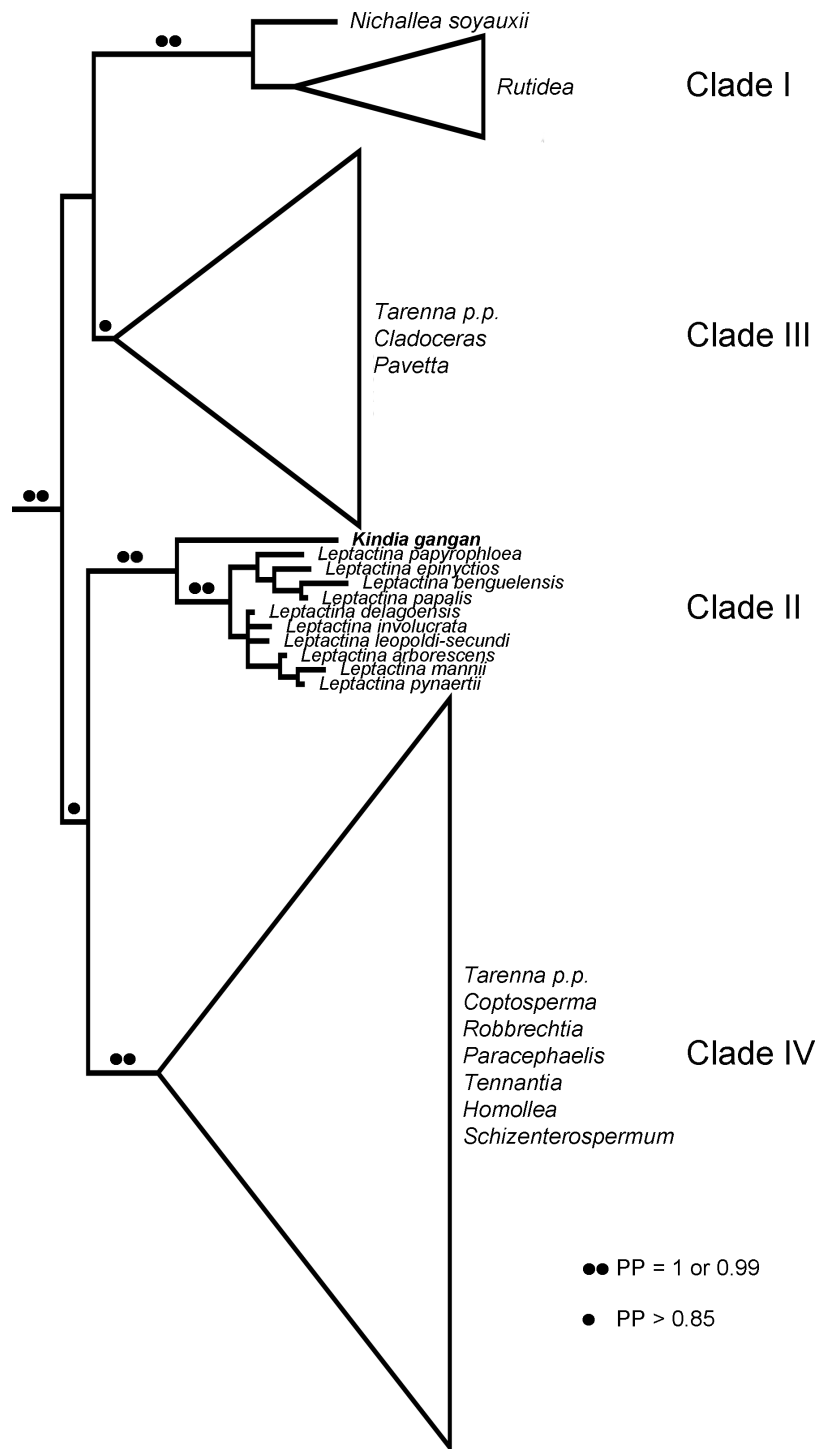 Nichallea soyauxii
Rutidea
Clade I
Tarenna p.p.
Cladoceras
Pavetta
Clade III
Kindia gangan
Leptactina papyrophloea
Leptactina epinyctios
Leptactina benguelensis
Leptactina papalis
Leptactina delagoensis
Leptactina involucrata
Leptactina leopoldi-secundi
Leptactina arborescens
Leptactina mannii
Leptactina pynaertii
Clade II
Tarenna p.p.
Coptosperma
Robbrechtia
Paracephaelis
Tennantia
Homollea
Schizenterospermum
Clade IV
●● PP = 1 or 0.99
● PP > 0.85